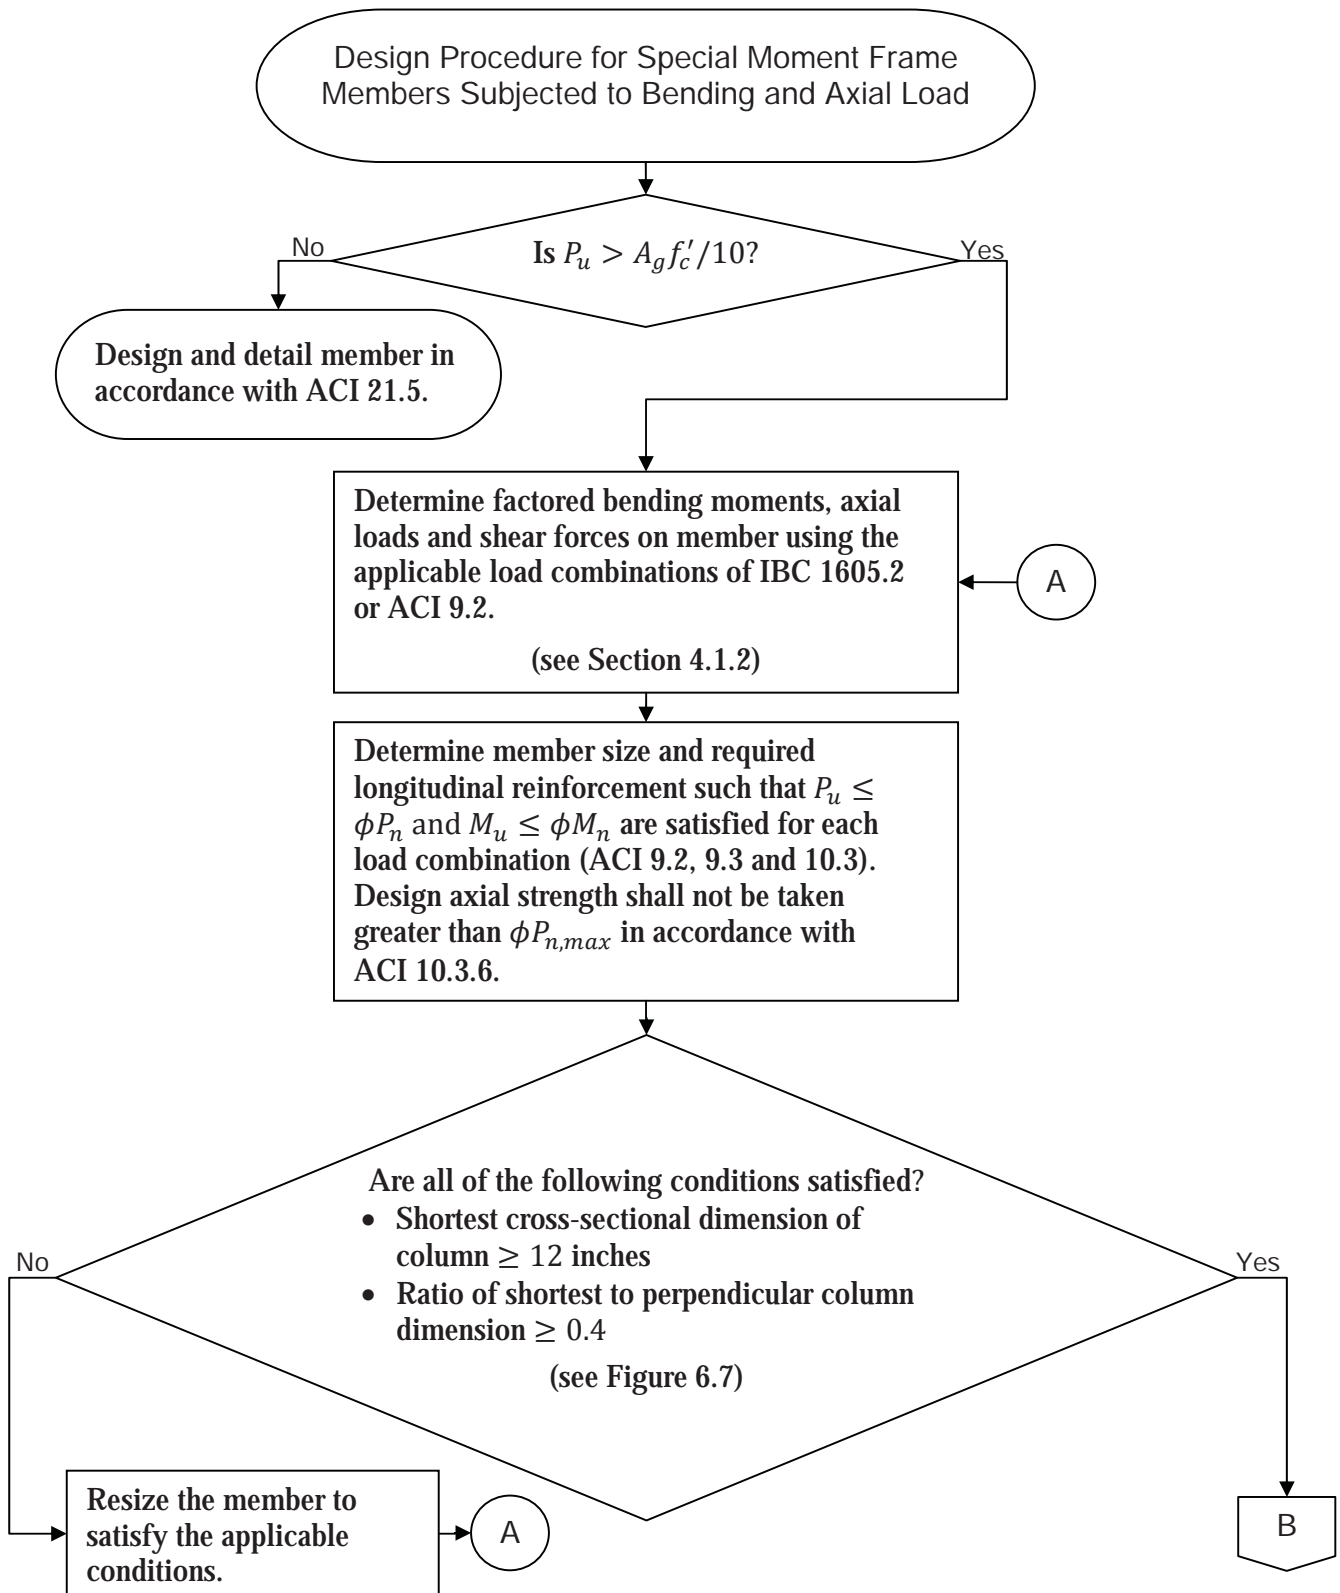 Design Procedure for Special Moment Frame
Members Subjected to Bending and Axial Load
No
Is 𝑃𝑢 > 𝐴𝑔𝑓𝑐′/10?
Yes
Design and detail member in
accordance with ACI 21.5.
Determine factored bending moments, axial
loads and shear forces on member using the
applicable load combinations of IBC 1605.2
or ACI 9.2.
(see Section 4.1.2)
A
Determine member size and required
longitudinal reinforcement such that 𝑃𝑢 ≤
𝜙𝑃𝑛 and 𝑀𝑢 ≤ 𝜙𝑀𝑛 are satisfied for each
load combination (ACI 9.2, 9.3 and 10.3).
Design axial strength shall not be taken
greater than 𝜙𝑃𝑛,𝑚𝑎𝑥 in accordance with
ACI 10.3.6.
Are all of the following conditions satisfied?
• Shortest cross-sectional dimension of
column ≥ 12 inches
• Ratio of shortest to perpendicular column
dimension ≥ 0.4
(see Figure 6.7)
No
Yes
Resize the member to
satisfy the applicable
conditions.
A
B